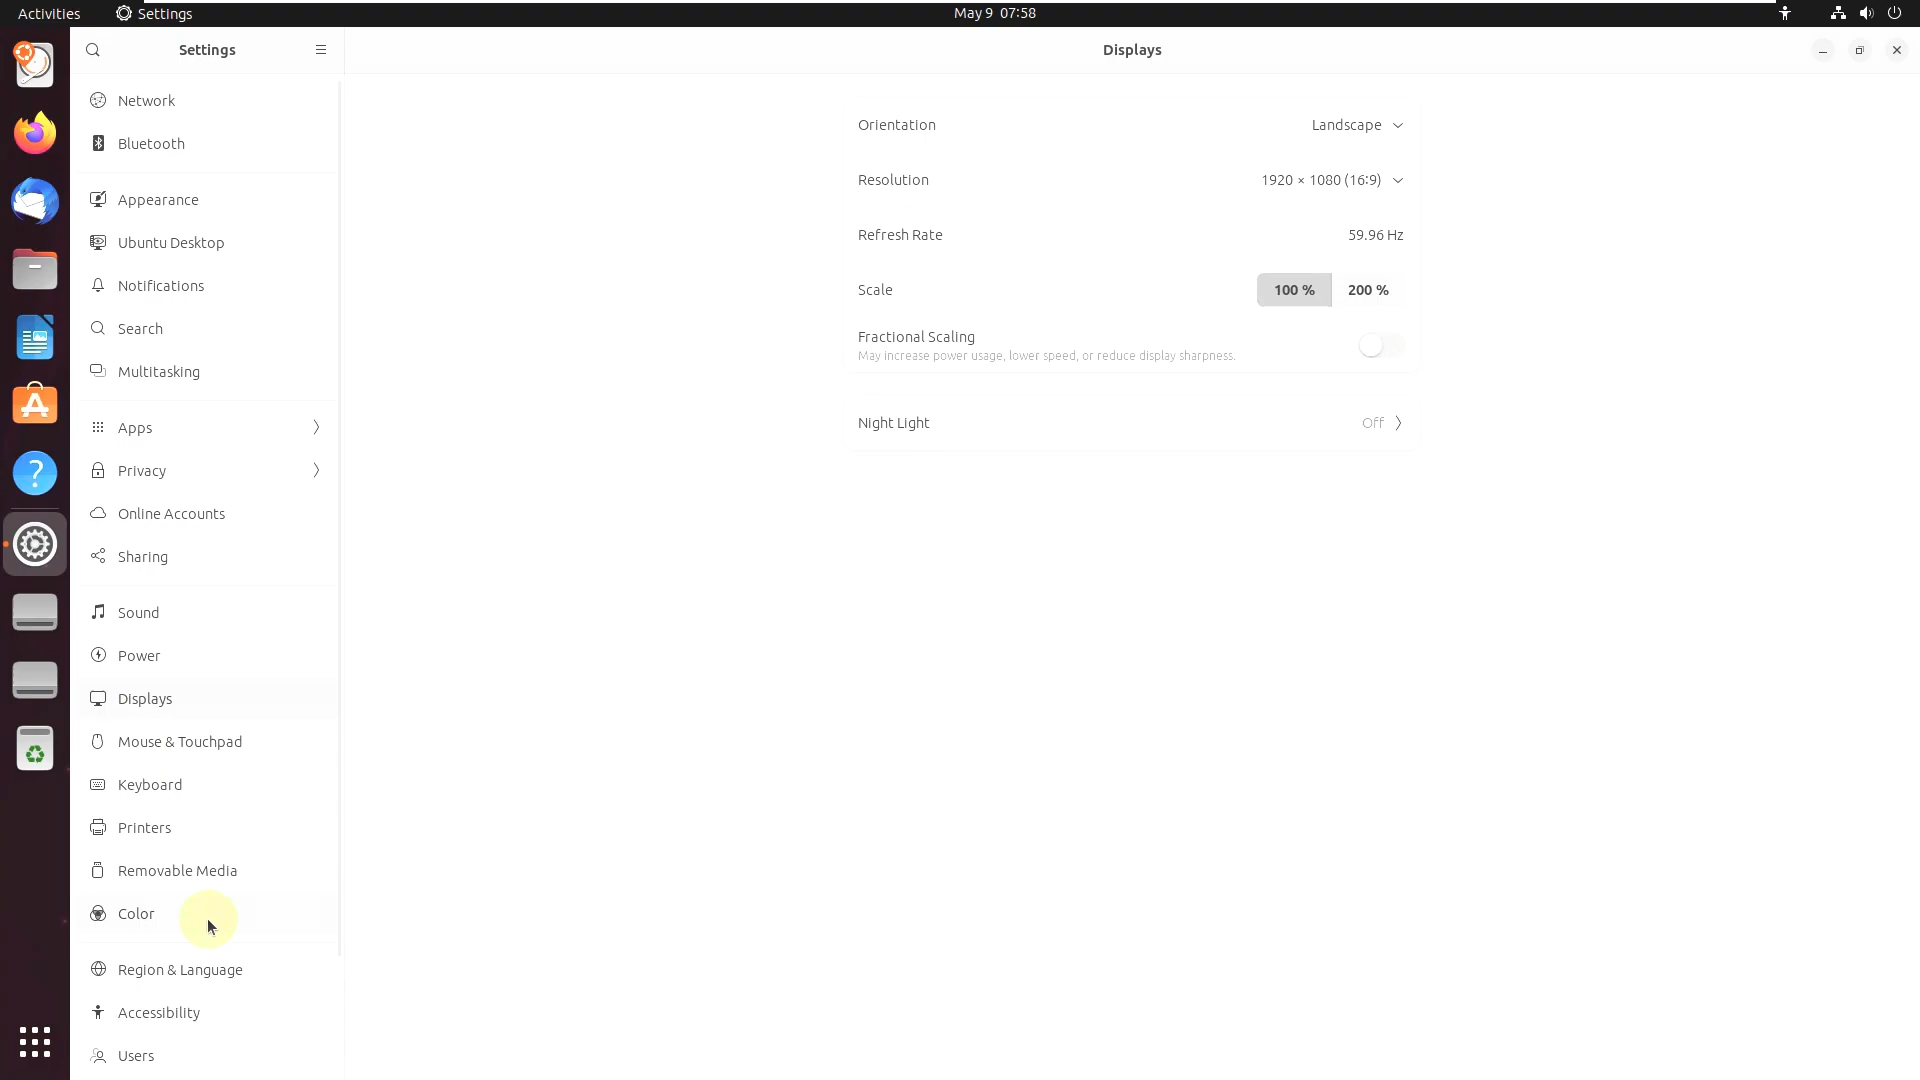 Activities
Settings
May 9 07:58
Settings
Displays
Network
Bluetooth
Appearance
Ubuntu Desktop
Notifications
Search
Multitasking
Apps
Privacy
Online Accounts
Sharing
Sound
Power
Displays
Mouse & Touchpad
Keyboard
Printers
Removable Media
Color
Region & Language
Accessibility
Users
Orientation Landscape
Resolution 1920 × 1080 (16:9)
Refresh Rate 59.96 Hz
Scale 100 % 200 %
Fractional Scaling
May increase power usage, lower speed, or reduce display sharpness.
Night Light Off